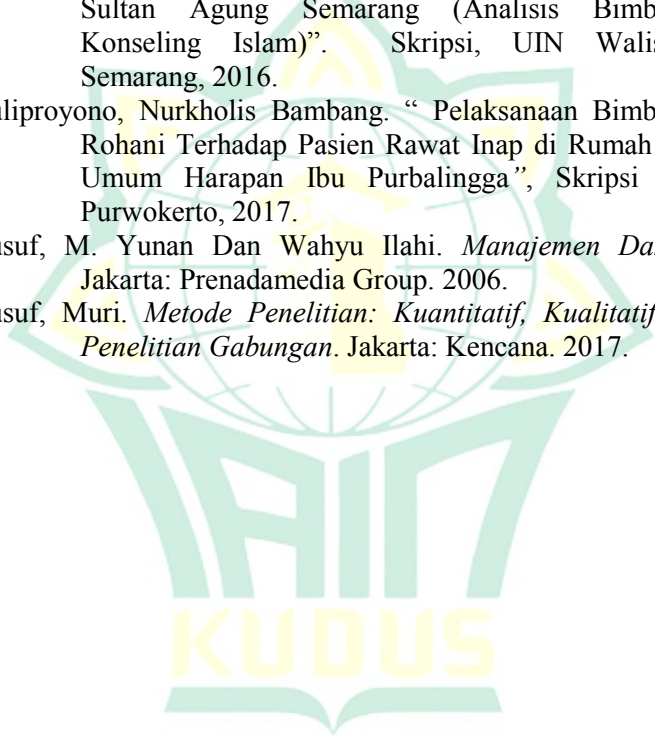 Sultan Agung Semarang (Analisis Bimb
Konseling Islam)”. Skripsi, UIN Walis
Semarang, 2016.
uliproyono, Nurkholis Bambang. “ Pelaksanaan Bimb
Rohani Terhadap Pasien Rawat Inap di Rumah
Umum Harapan Ibu Purbalingga”, Skripsi
Purwokerto, 2017.
usuf, M. Yunan Dan Wahyu Ilahi. Manajemen Da
Jakarta: Prenadamedia Group. 2006.
usuf, Muri. Metode Penelitian: Kuantitatif, Kualitatif
Penelitian Gabungan. Jakarta: Kencana. 2017.
IAIN
KUDUS